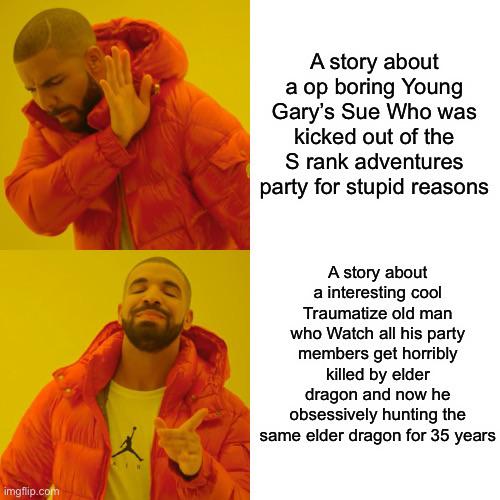 A story about
a op boring Young
Gary's Sue Who was
kicked out of the
S rank adventures
party for stupid reasons
A story about
a interesting cool
Traumatize old man
who Watch all his party
members get horribly
killed by elder
dragon and now he
obsessively hunting the
same elder dragon for 35 years
AIR
imgflip.com